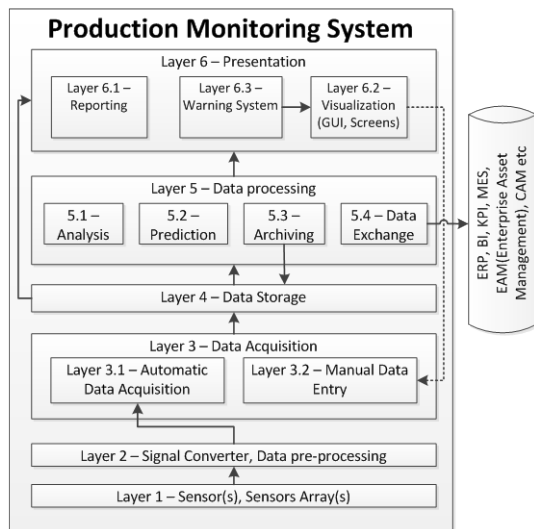 Production Monitoring System
Layer 6 – Presentation
Layer 6.1 –
Reporting
Layer 6.3 –
Warning System
Layer 6.2 –
Visualization
(GUI, Screens)
Layer 5 – Data processing
5.1 –
Analysis
5.2 –
Prediction
5.3 –
Archiving
5.4 – Data
Exchange
ERP, BI, KPI, MES,
EAM(Enterprise Asset
Management), CAM etc
Layer 4 – Data Storage
Layer 3 – Data Acquisition
Layer 3.1 – Automatic
Data Acquisition
Layer 3.2 – Manual Data
Entry
Layer 2 – Signal Converter, Data pre-processing
Layer 1 – Sensor(s), Sensors Array(s)